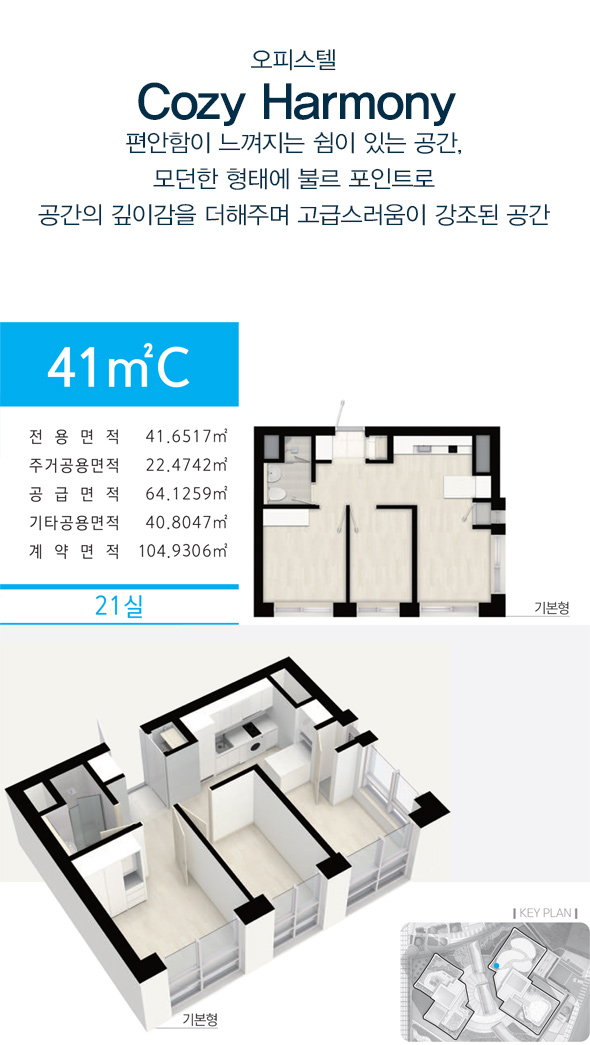 오피스텔
Cozy Harmony
편안함이 느껴지는 쉼이 있는 공간,
모던한 형태에 블르 포인트로
공간의 깊이감을 더해주며 고급스러움이 강조된 공간
41㎡C
전용면적 41.6517㎡
주거공용면적 22.4742㎡
공급면적 64.1259㎡
기타공용면적 40.8047㎡
계약면적 104.9306㎡
21실
기본형
기본형
KEY PLAN